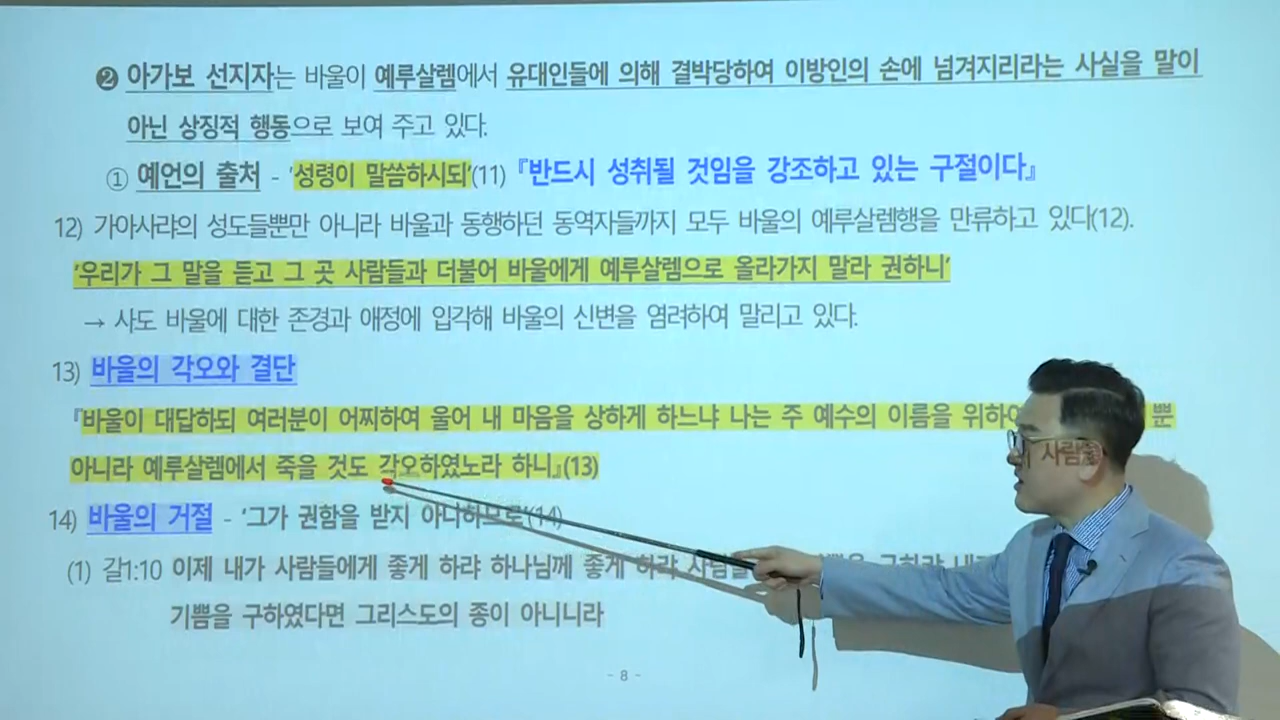 ❷ 아가보 선지자는 바울이 예루살렘에서 유대인들에 의해 결박당하여 이방인의 손에 넘겨지리라는 사실을 말이
아닌 상징적 행동으로 보여 주고 있다.
① 예언의 출처 - '성령이 말씀하시되'(11) 『반드시 성취될 것임을 강조하고 있는 구절이다』
12) 가이사랴의 성도들뿐만 아니라 바울과 동행하던 동역자들까지 모두 바울의 예루살렘행을 만류하고 있다(12).
'우리가 그 말을 듣고 그 곳 사람들과 더불어 바울에게 예루살렘으로 올라가지 말라 권하니'
→ 사도 바울에 대한 존경과 애정에 입각해 바울의 신변을 염려하여 말리고 있다.
13) 바울의 각오와 결단
『바울이 대답하되 여러분이 어찌하여 울어 내 마음을 상하게 하느냐 나는 주 예수의 이름을 위하여 뿐
아니라 예루살렘에서 죽을 것도 각오하였노라 하니』(13)
14) 바울의 거절 - '그가 권함을 받지 아니하므로'(14)
(1) 갈1:10 이제 내가 사람들에게 좋게 하랴 하나님께 좋게 하랴 사람들
기쁨을 구하였다면 그리스도의 종이 아니니라
- 8 -